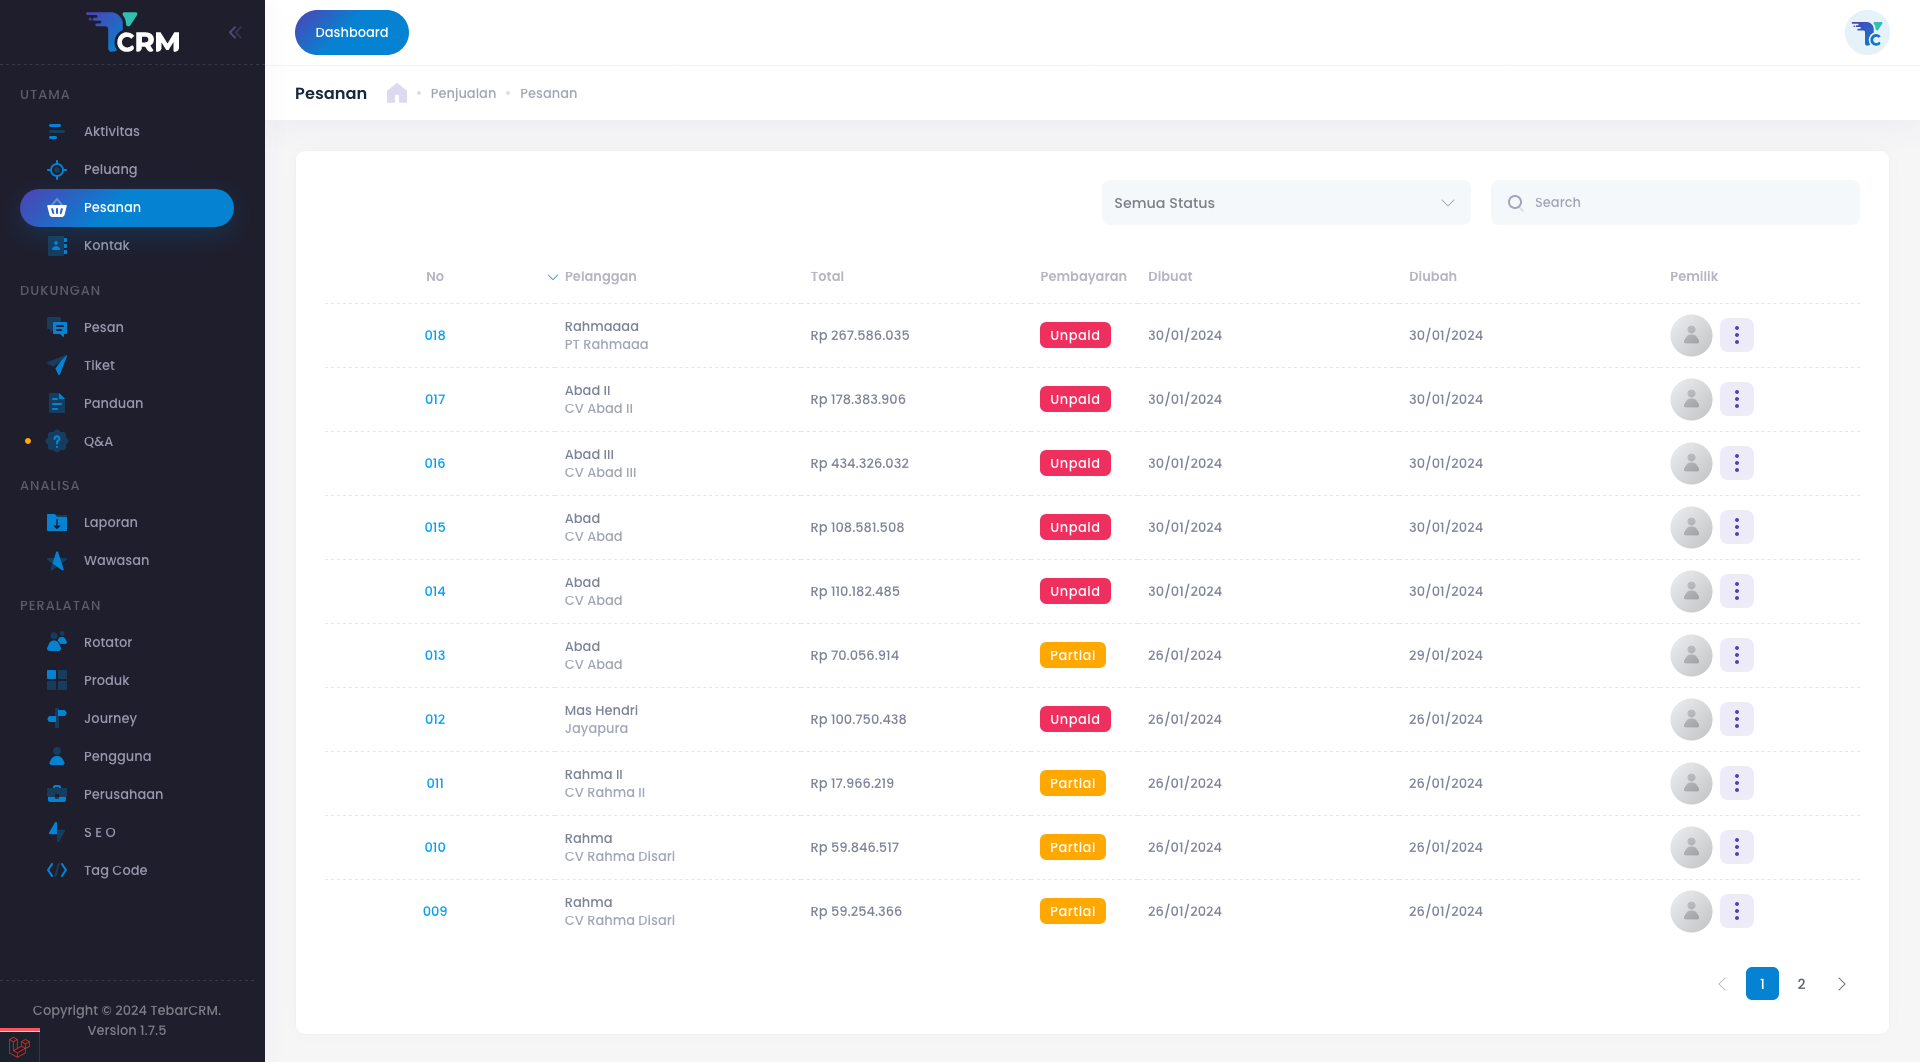 CRM
UTAMA
Aktivitas
Peluang
Pesanan
Kontak
DUKUNGAN
Pesan
Tiket
Panduan
Q&A
ANALISA
Laporan
Wawasan
PERALATAN
Rotator
Produk
Journey
Pengguna
Perusahaan
S E O
Tag Code
Copyright © 2024 TebarCRM.
Version 1.7.5
Dashboard
Pesanan • Penjualan • Pesanan
Semua Status
Search
No Pelanggan Total Pembayaran Dibuat Diubah Pemilik
018 Rahmaaaa Rp 267.586.035 Unpaid 30/01/2024 30/01/2024
PT Rahmaaa
017 Abad II Rp 178.383.906 Unpaid 30/01/2024 30/01/2024
CV Abad II
016 Abad III Rp 434.326.032 Unpaid 30/01/2024 30/01/2024
CV Abad III
015 Abad Rp 108.581.508 Unpaid 30/01/2024 30/01/2024
CV Abad
014 Abad Rp 110.182.485 Unpaid 30/01/2024 30/01/2024
CV Abad
013 Abad Rp 70.056.914 Partial 26/01/2024 29/01/2024
CV Abad
012 Mas Hendri Rp 100.750.438 Unpaid 26/01/2024 26/01/2024
Jayapura
011 Rahma II Rp 17.966.219 Partial 26/01/2024 26/01/2024
CV Rahma II
010 Rahma Rp 59.846.517 Partial 26/01/2024 26/01/2024
CV Rahma Disari
009 Rahma Rp 59.254.366 Partial 26/01/2024 26/01/2024
CV Rahma Disari
1 2